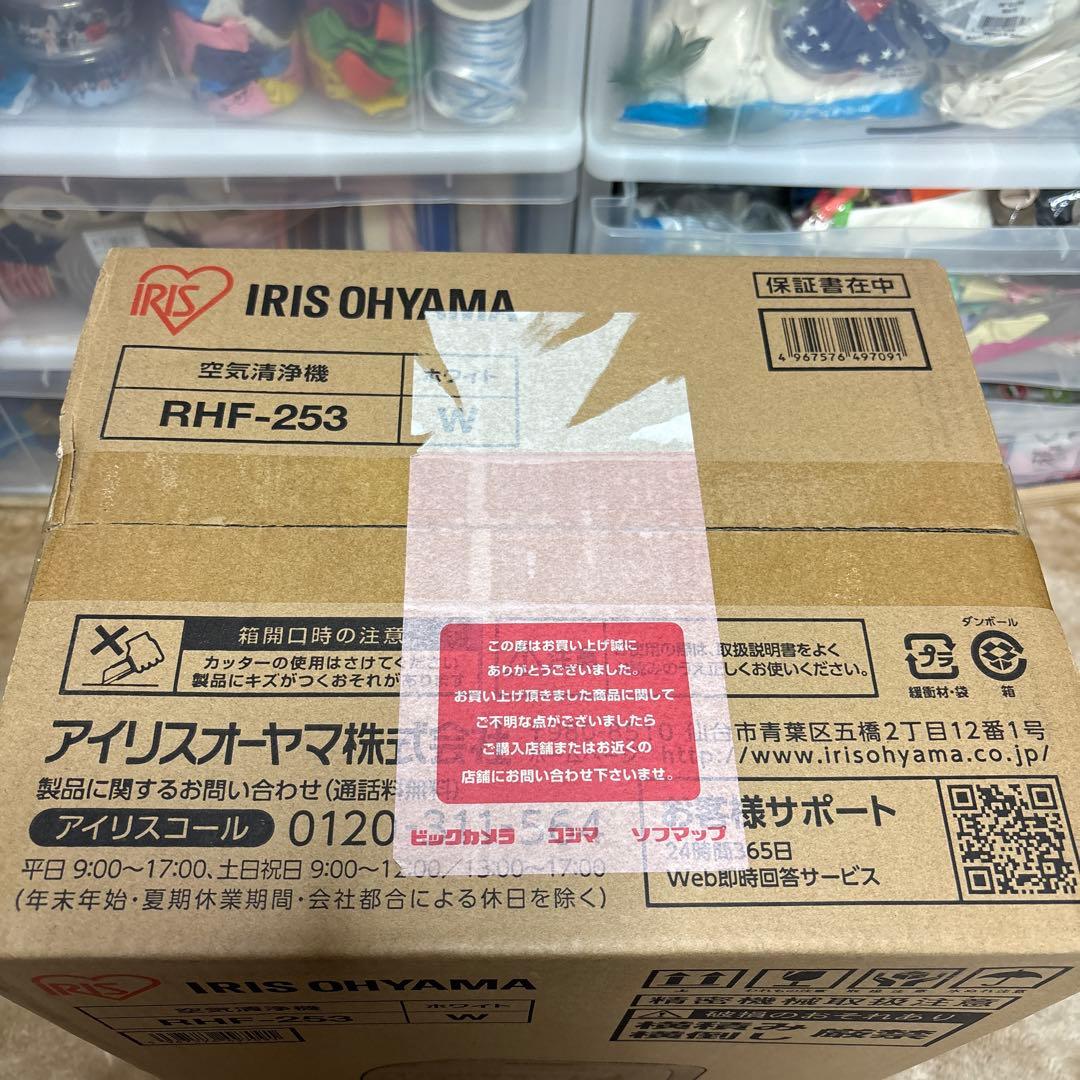 IRIS
IRIS OHYAMA
保証書在中
4 967576 497091
空気清浄機
ホワイト
RHF-253
W
箱開口時の注意
カッターの使用はさけてください
製品にキズがつくおそれがあります
取扱説明書をよく
しくお使いください。
プラ
緩衝材・袋
ダンボール
箱
この度はお買い上げ誠に
ありがとうございました。
お買い上げ頂きました商品に関して
ご不明な点がございましたら
ご購入店舗またはお近くの
店舗にお問い合わせ下さいませ。
ビックカメラ コジマ ソフマップ
アイリスオーヤマ株式会社
仙台市青葉区五橋2丁目12番1号
http://www.irisohyama.co.jp/
製品に関するお問い合わせ(通話料無料)
アイリスコール
0120-311-564
平日 9:00〜17:00、土日祝日 9:00〜12:00/13:00〜17:00
(年末年始・夏期休業期間・会社都合による休日を除く)
お客様サポート
24時間365日
Web即時回答サービス
IRIS
IRIS OHYAMA
空気清浄機
ホワイト
RHF-253
W
精密機械取扱注意
破損のおそれあり
横積み
横倒し
厳禁